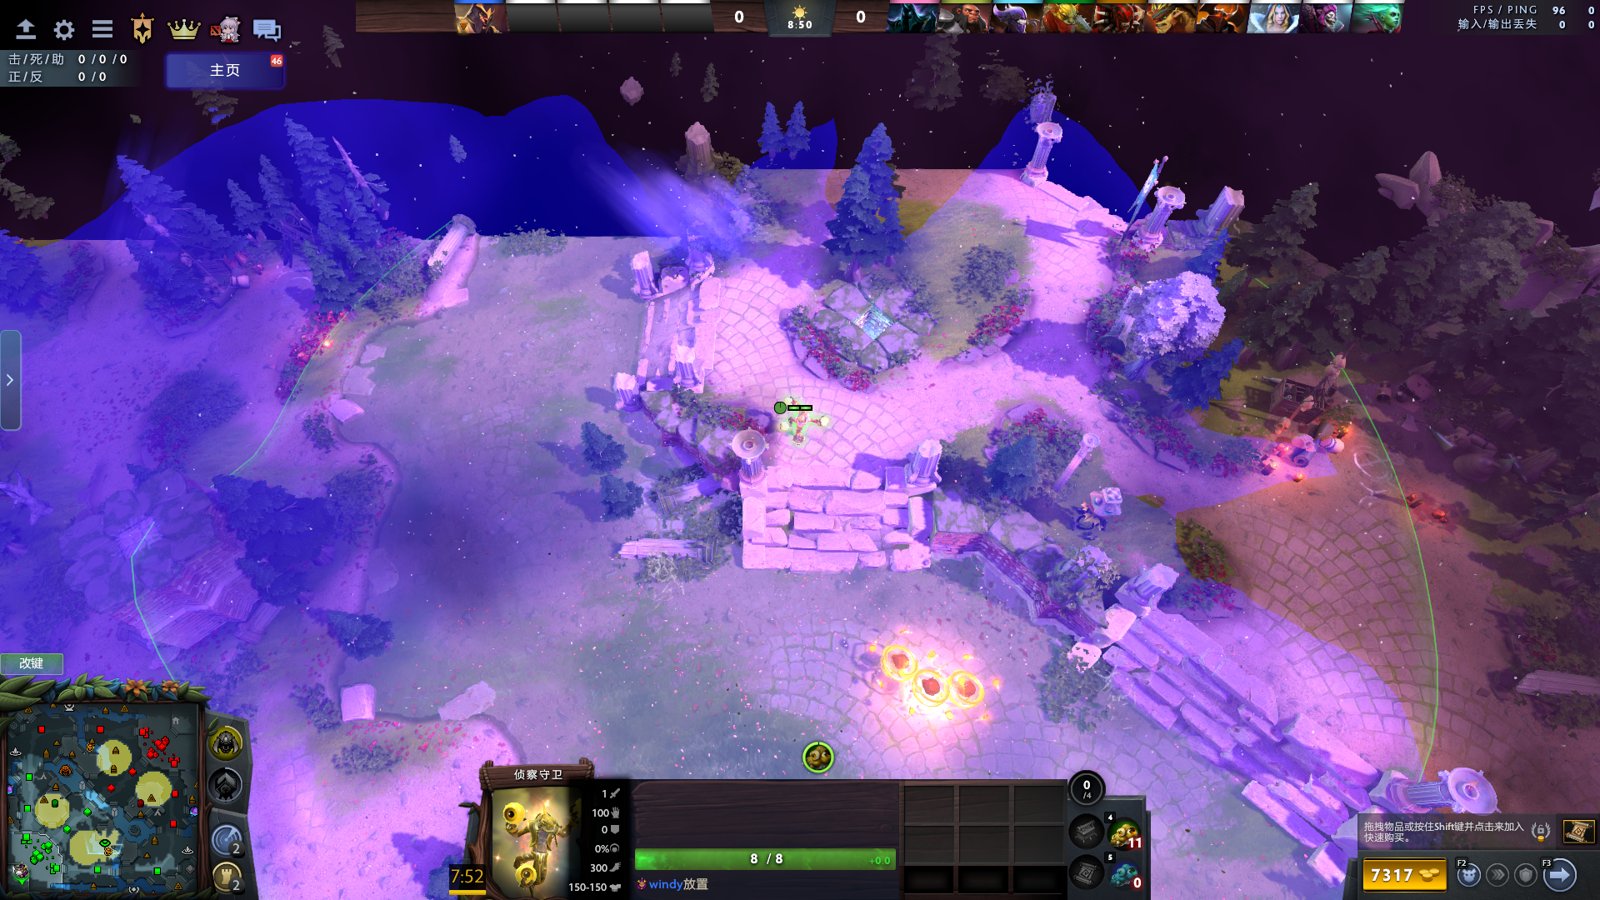 击/死/助 0 / 0 / 0
正/反 0 / 0
主页
46
0
8:50
0
FPS / PING 96 0
输入/输出丢失 0 0
改键
2
2
侦察守卫
1
100
0
0%
300
150-150
7:52
8 / 8
+0.0
windy放置
0
/4
4
11
5
0
拖拽物品或按住Shift键并点击来加入
快速购买。
7317
F2
F3